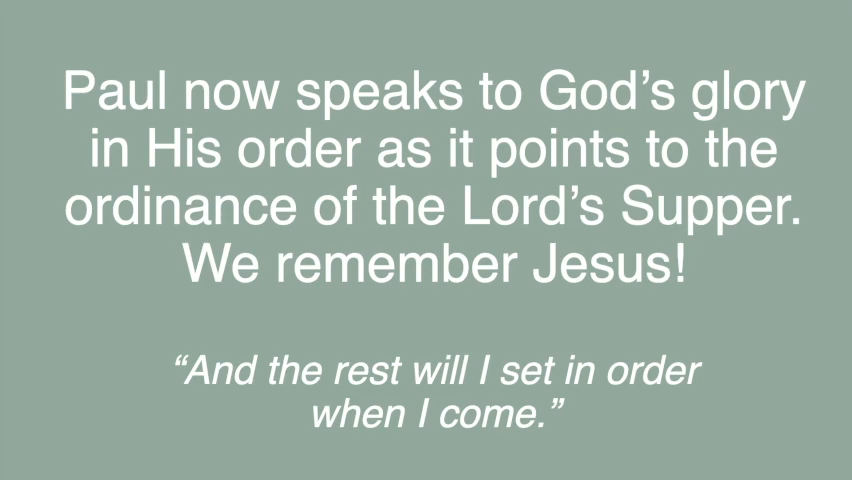 Paul now speaks to God’s glory
in His order as it points to the
ordinance of the Lord’s Supper.
We remember Jesus!
“And the rest will I set in order
when I come.”